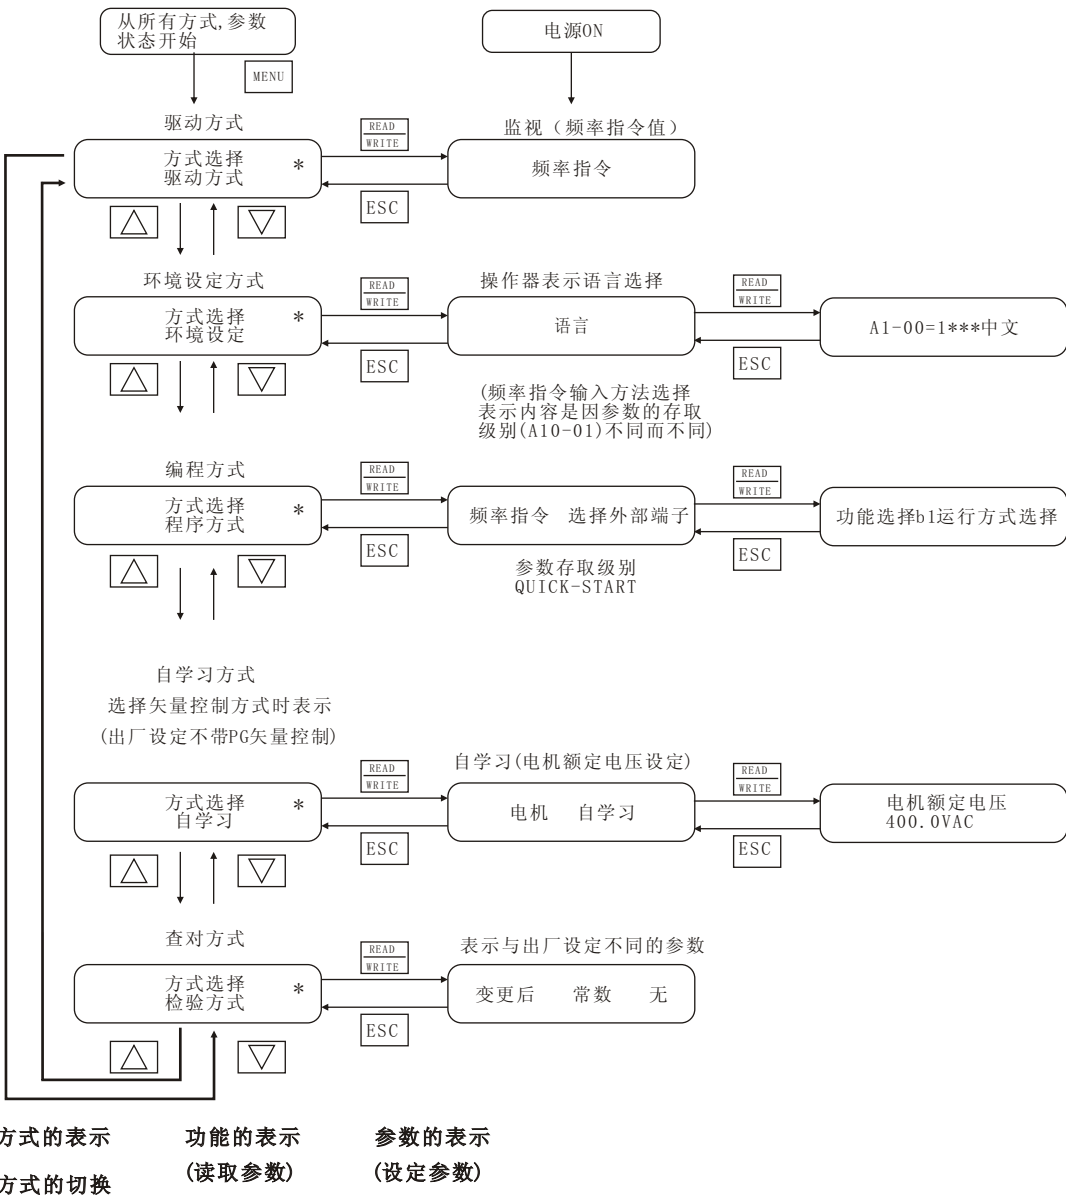 从所有方式,参数
状态开始
电源ON
MENU
驱动方式
READ
WRITE
监视（频率指令值）
方式选择
驱动方式
*
频率指令
ESC
环境设定方式
READ
WRITE
操作器表示语言选择
READ
WRITE
方式选择
环境设定
*
语言
A1-00=1***中文
ESC
ESC
(频率指令输入方法选择
表示内容是因参数的存取
级别(A10-01)不同而不同)
编程方式
READ
WRITE
READ
WRITE
方式选择
程序方式
*
频率指令 选择外部端子
功能选择b1运行方式选择
ESC
ESC
参数存取级别
QUICK-START
自学习方式
选择矢量控制方式时表示
(出厂设定不带PG矢量控制)
READ
WRITE
自学习(电机额定电压设定)
READ
WRITE
方式选择
自学习
*
电机 自学习
电机额定电压
400.0VAC
ESC
ESC
查对方式
READ
WRITE
表示与出厂设定不同的参数
方式选择
检验方式
*
变更后 常数 无
ESC
方式的表示 功能的表示 参数的表示
(读取参数) (设定参数)
方式的切换